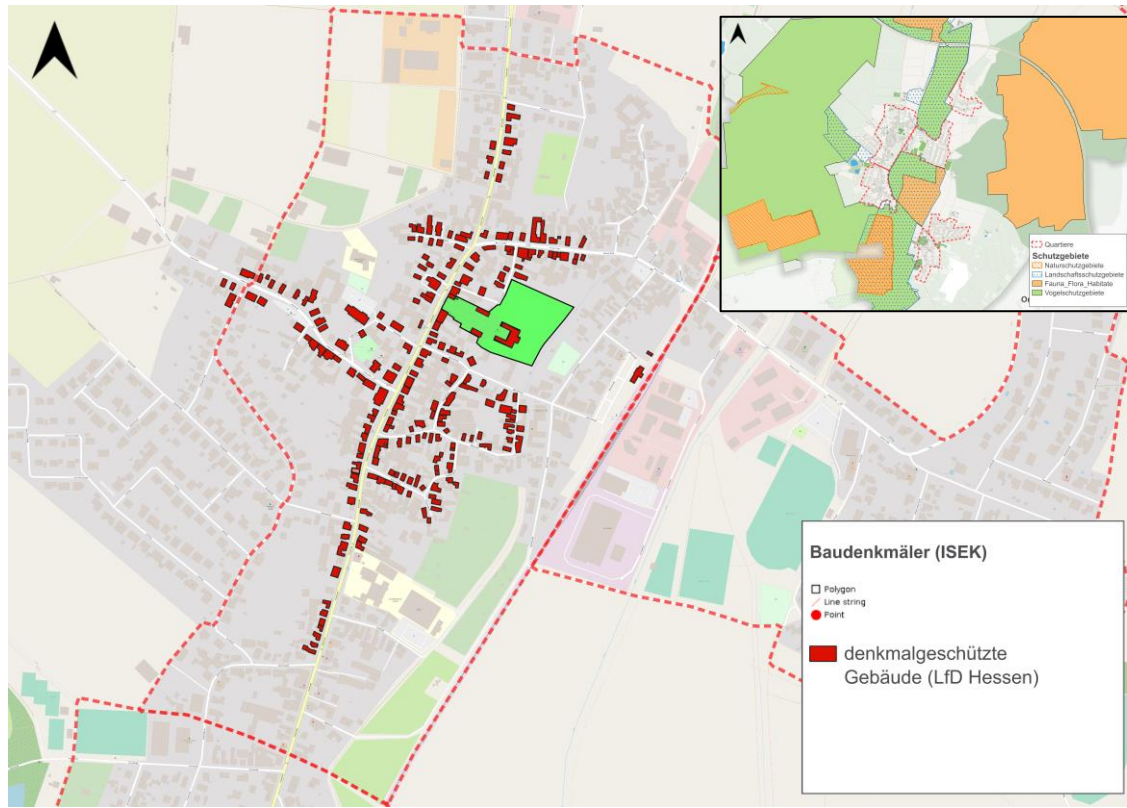 Quartiere
Schutzgebiete
Naturschutzgebiete
Landschaftsschutzgebiete
Fauna_Flora_Habitate
Vogelschutzgebiete
Baudenkmäler (ISEK)
Polygon
Line string
Point
denkmalgeschützte
Gebäude (LfD Hessen)